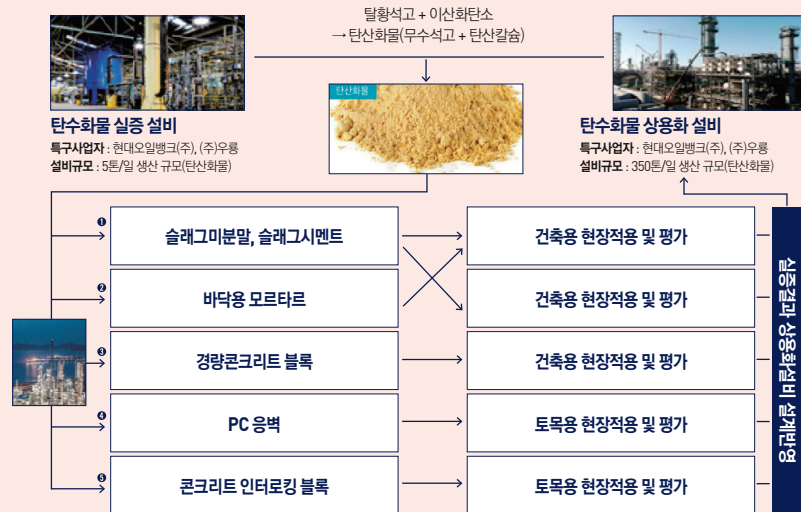 탈황석고 + 이산화탄소
→ 탄산화물(무수석고 + 탄산칼슘)
탄산화물
탄수화물 실증 설비
특구사업자 : 현대오일뱅크(주), (주)우룡
설비규모 : 5톤/일 생산 규모(탄산화물)
탄수화물 상용화 설비
특구사업자 : 현대오일뱅크(주), (주)우룡
설비규모 : 350톤/일 생산 규모(탄산화물)
❶
슬래그미분말, 슬래그시멘트
건축용 현장적용 및 평가
❷
바닥용 모르타르
건축용 현장적용 및 평가
❸
경량콘크리트 블록
건축용 현장적용 및 평가
❹
PC 옹벽
토목용 현장적용 및 평가
❺
콘크리트 인터로킹 블록
토목용 현장적용 및 평가
실증결과 상용화설비 설계반영